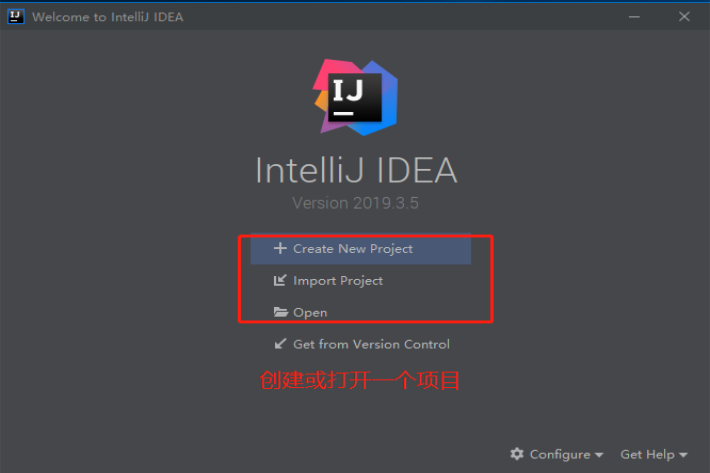 IJ Welcome to IntelliJ IDEA
IJ
IntelliJ IDEA
Version 2019.3.5
Create New Project
Import Project
Open
Get from Version Control
创建或打开一个项目
Configure Get Help